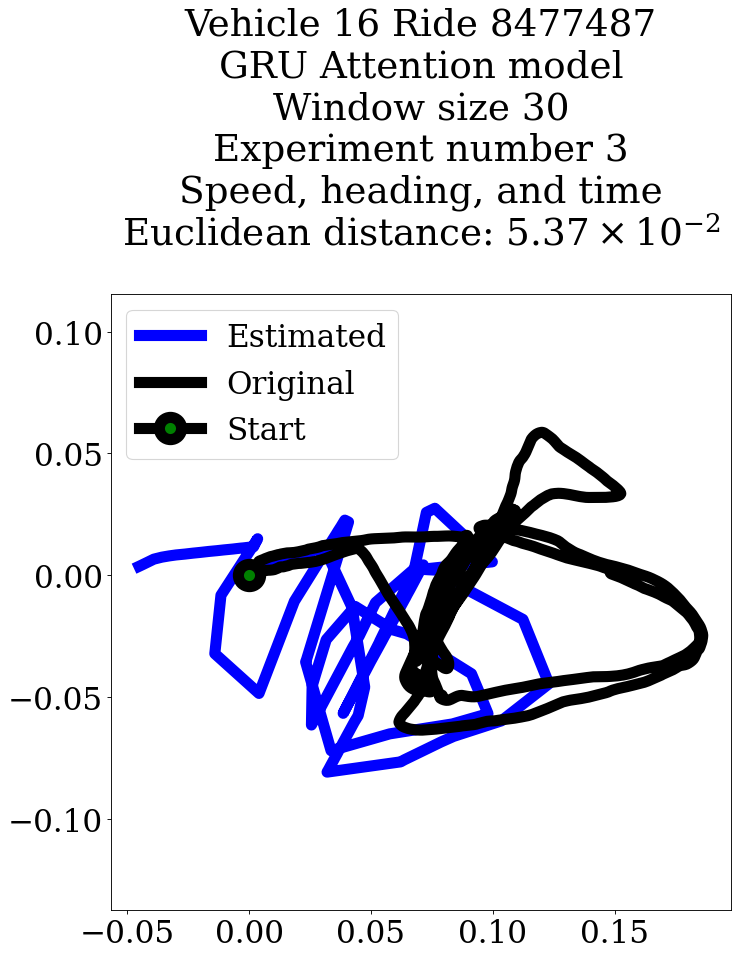 Vehicle 16 Ride 8477487
GRU Attention model
Window size 30
Experiment number 3
Speed, heading, and time
Euclidean distance: 5.37 × 10⁻²
Estimated
Original
Start
0.10
0.05
0.00
−0.05
−0.10
−0.05 0.00 0.05 0.10 0.15